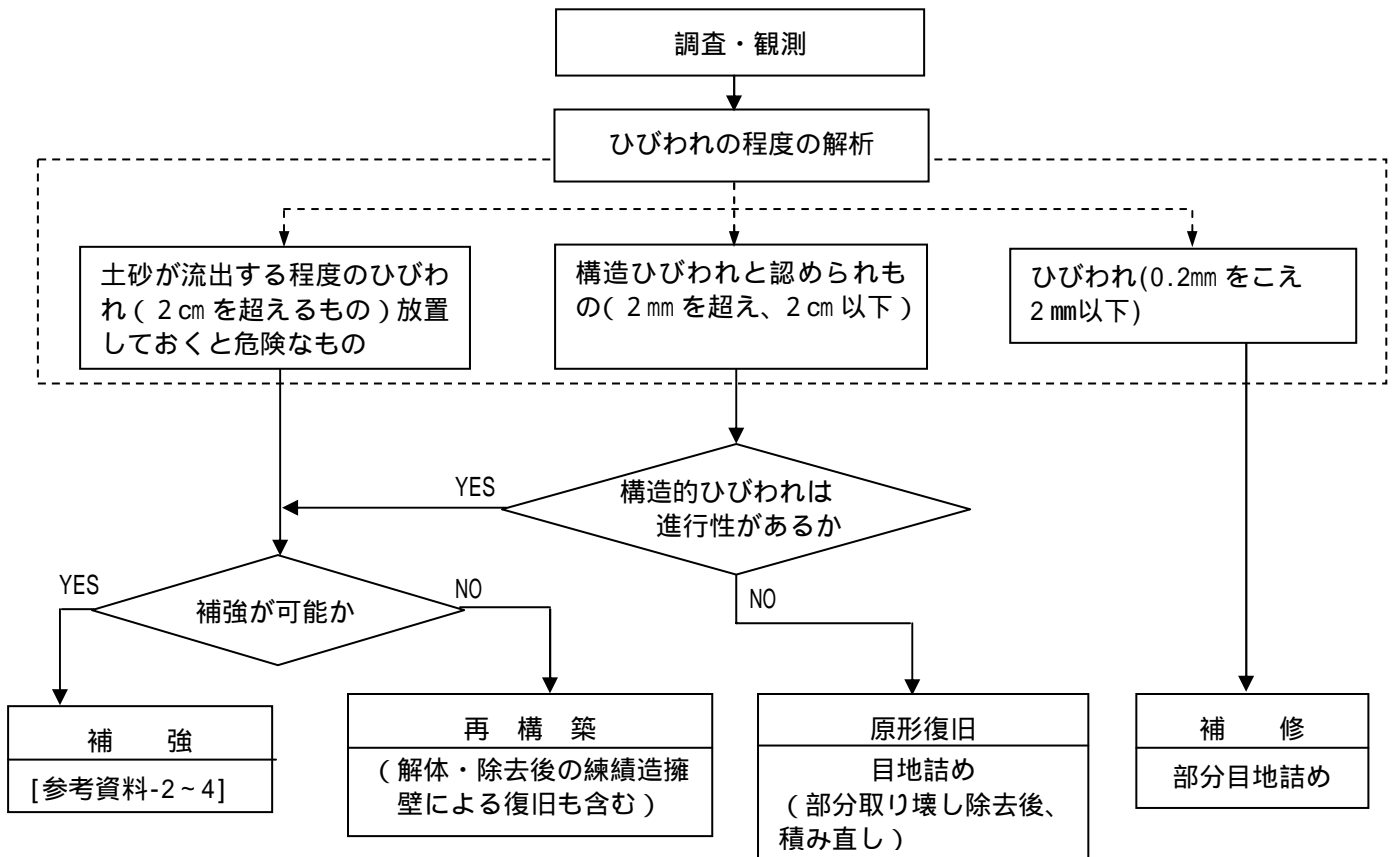 調査・観測
ひびわれの程度の解析
土砂が流出する程度のひびわ
れ(2㎝を超えるもの)放置
しておくと危険なもの
構造ひびわれと認められもの
の(2㎜を超え、2㎝以下)
ひびわれ(0.2㎜をこえ
2㎜以下)
構造的ひびわれは
進行性があるか
YES
NO
補強が可能か
YES
NO
補 強
[参考資料-2~4]
再 構 築
(解体・除去後の練績造擁
壁による復旧も含む)
原形復旧
目地詰め
(部分取り壊し除去後、
積み直し)
補 修
部分目地詰め